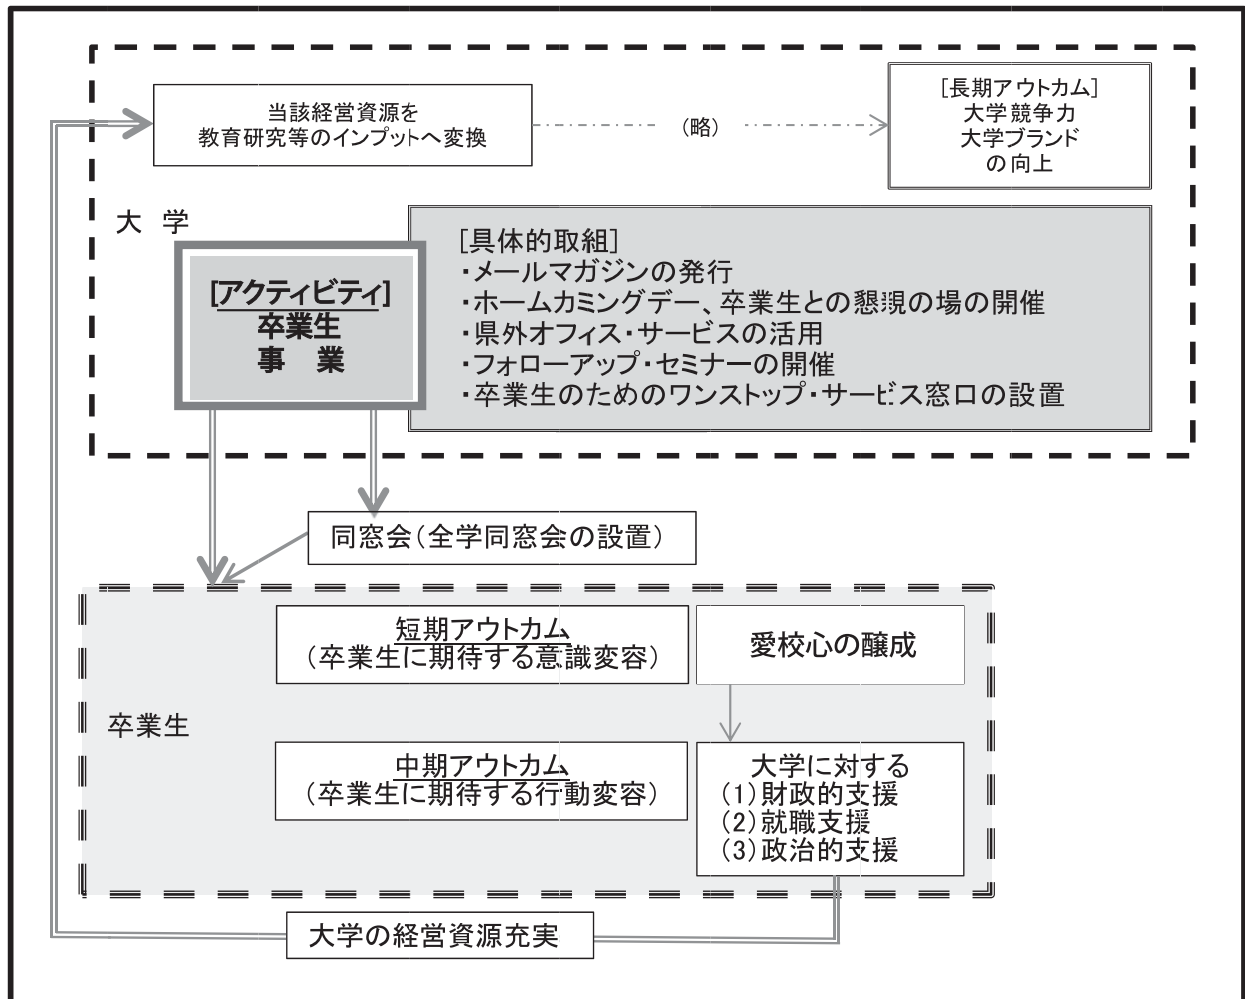 当該経営資源を
教育研究等のインプットへ変換
(略)
[長期アウトカム]
大学競争力
大学ブランド
の向上
大 学
[アクティビティ]
卒業生
事 業
[具体的取組]
・メールマガジンの発行
・ホームカミングデー、卒業生との懇親の場の開催
・県外オフィス・サービスの活用
・フォローアップ・セミナーの開催
・卒業生のためのワンストップ・サービス窓口の設置
同窓会(全学同窓会の設置)
短期アウトカム
(卒業生に期待する意識変容)
愛校心の醸成
卒業生
中期アウトカム
(卒業生に期待する行動変容)
大学に対する
(1)財政的支援
(2)就職支援
(3)政治的支援
大学の経営資源充実